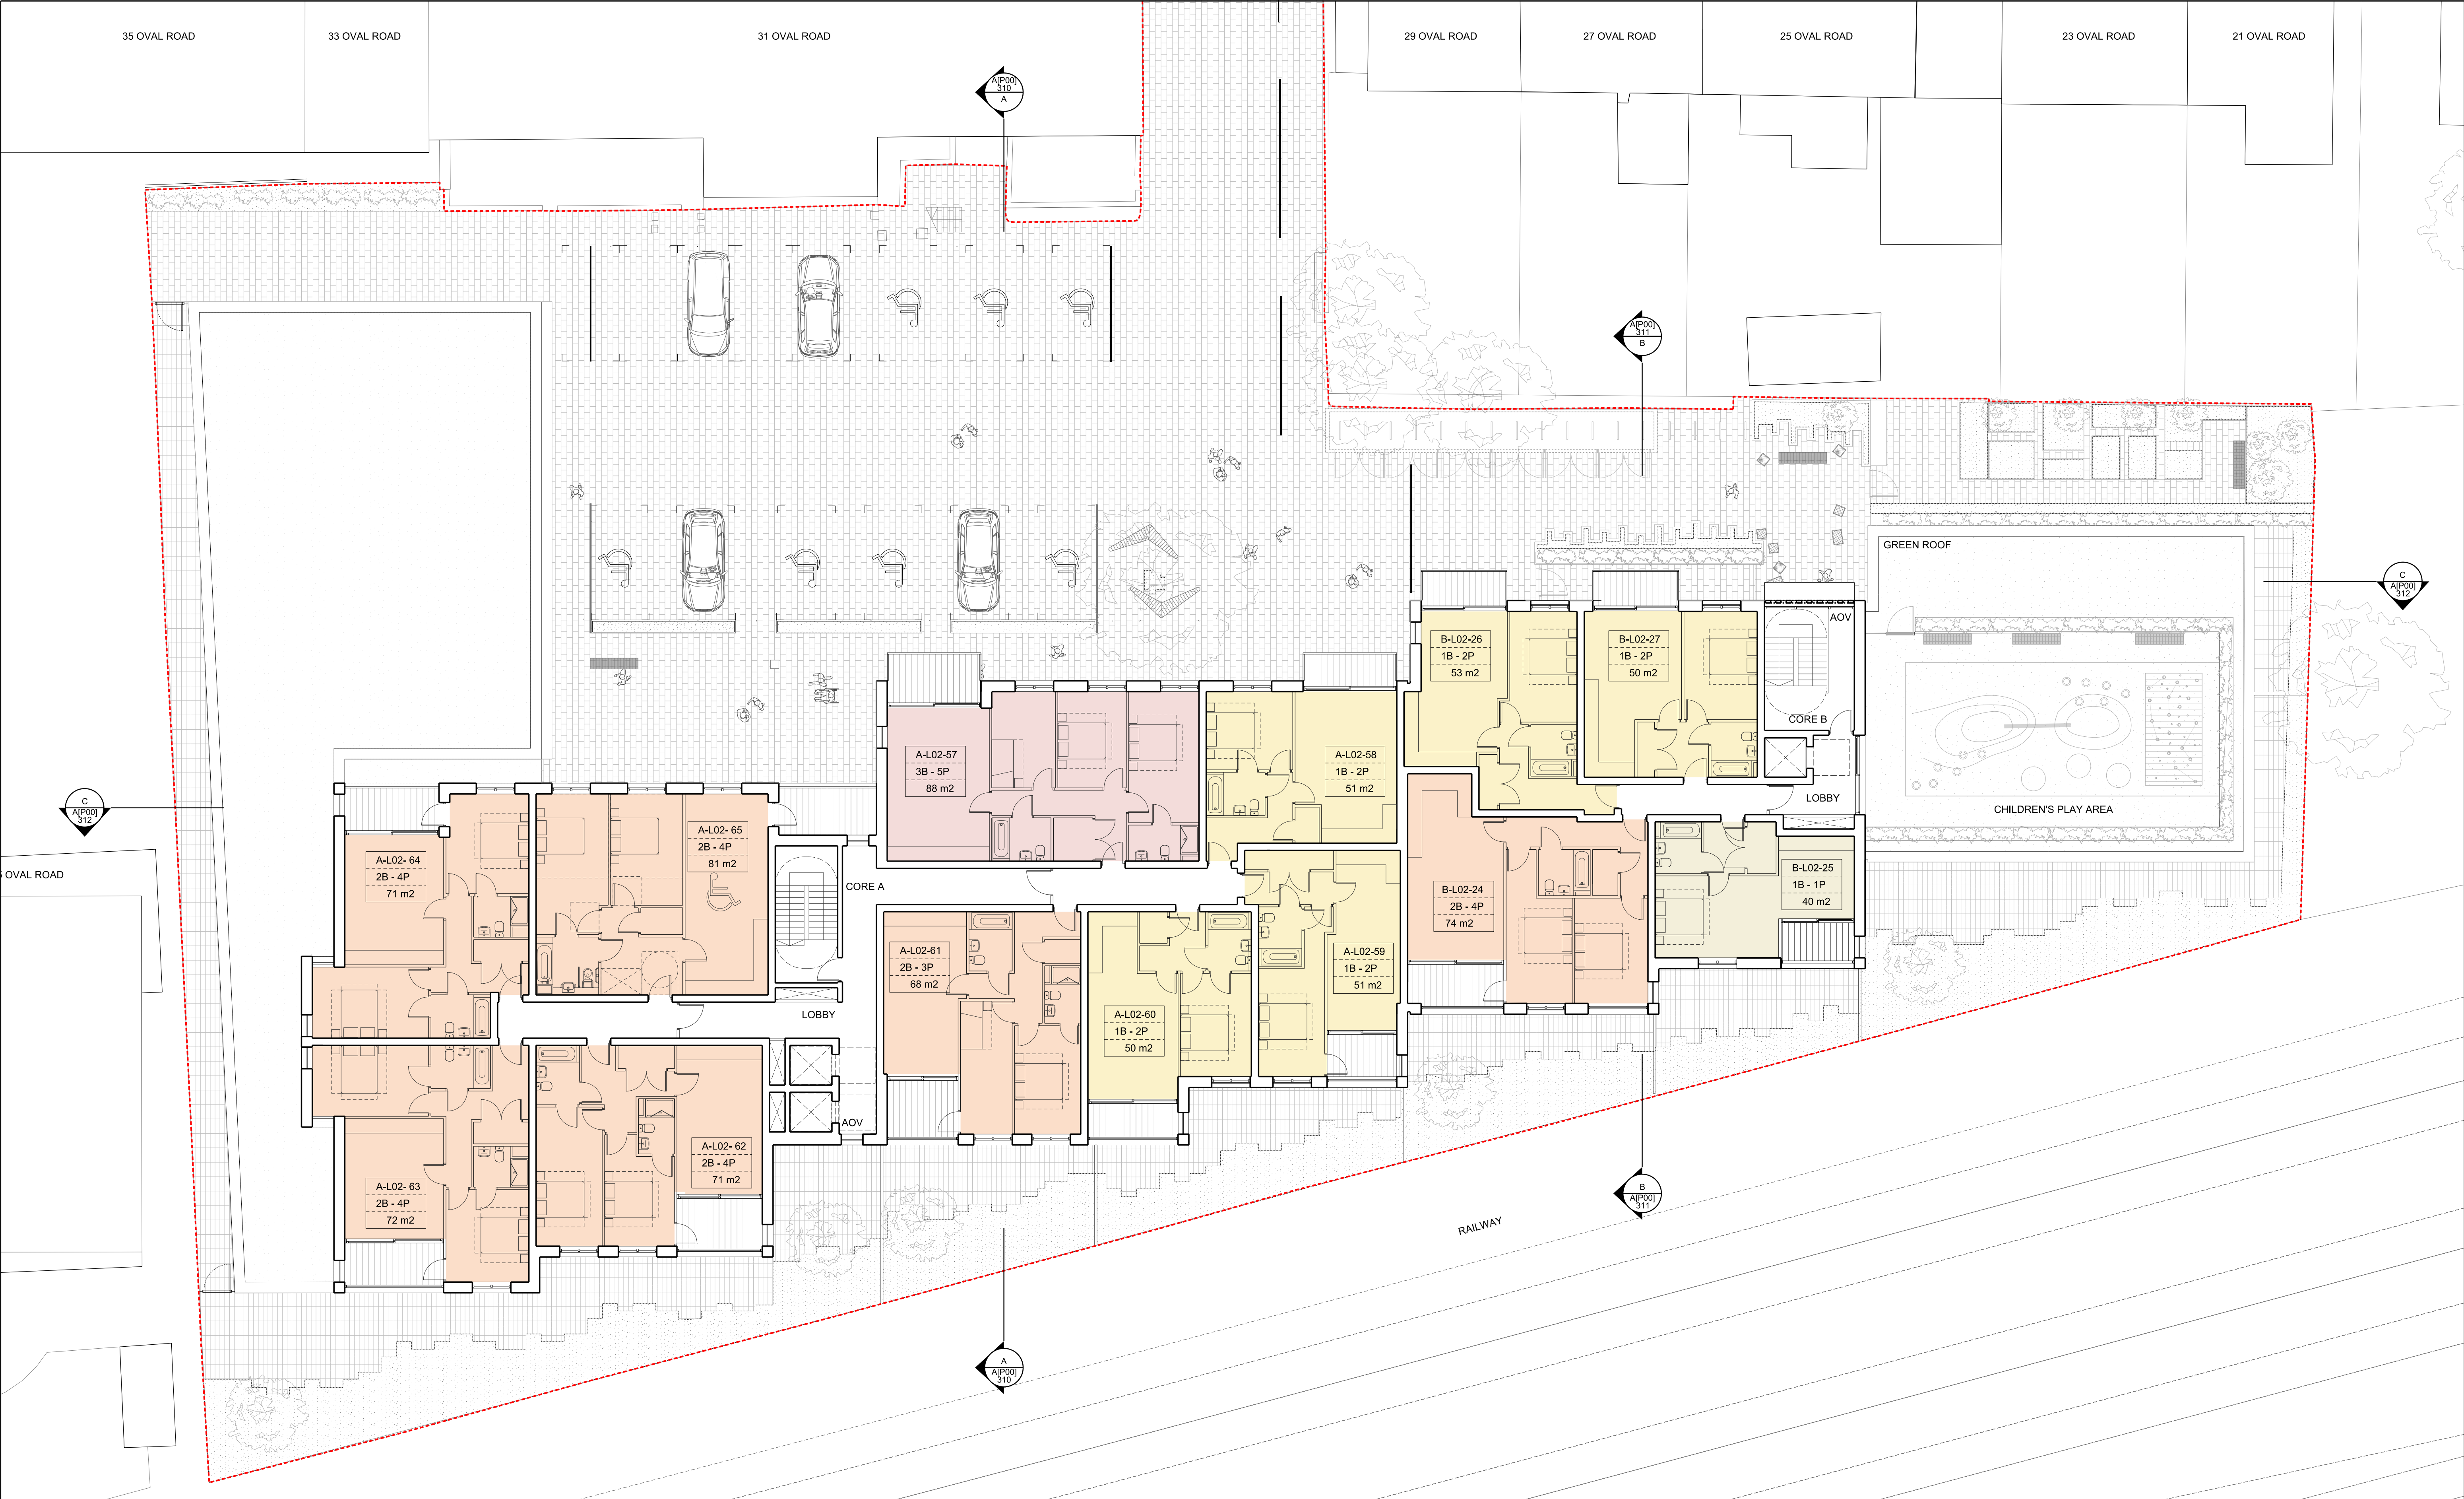 35 OVAL ROAD
33 OVAL ROAD
31 OVAL ROAD
29 OVAL ROAD
27 OVAL ROAD
25 OVAL ROAD
23 OVAL ROAD
21 OVAL ROAD
A[P00]
310
A
A[P00]
311
B
GREEN ROOF
C
A[P00]
312
AOV
B-L02-26
1B - 2P
53 m2
B-L02-27
1B - 2P
50 m2
CORE B
A-L02-57
3B - 5P
88 m2
A-L02-58
1B - 2P
51 m2
LOBBY
CHILDREN'S PLAY AREA
C
A[P00]
312
A-L02- 64
2B - 4P
71 m2
A-L02- 65
2B - 4P
81 m2
OVAL ROAD
CORE A
B-L02-24
2B - 4P
74 m2
B-L02-25
1B - 1P
40 m2
A-L02-61
2B - 3P
68 m2
A-L02-59
1B - 2P
51 m2
LOBBY
A-L02-60
1B - 2P
50 m2
AOV
A-L02- 62
2B - 4P
71 m2
A-L02- 63
2B - 4P
72 m2
B
A[P00]
311
RAILWAY
A
A[P00]
310